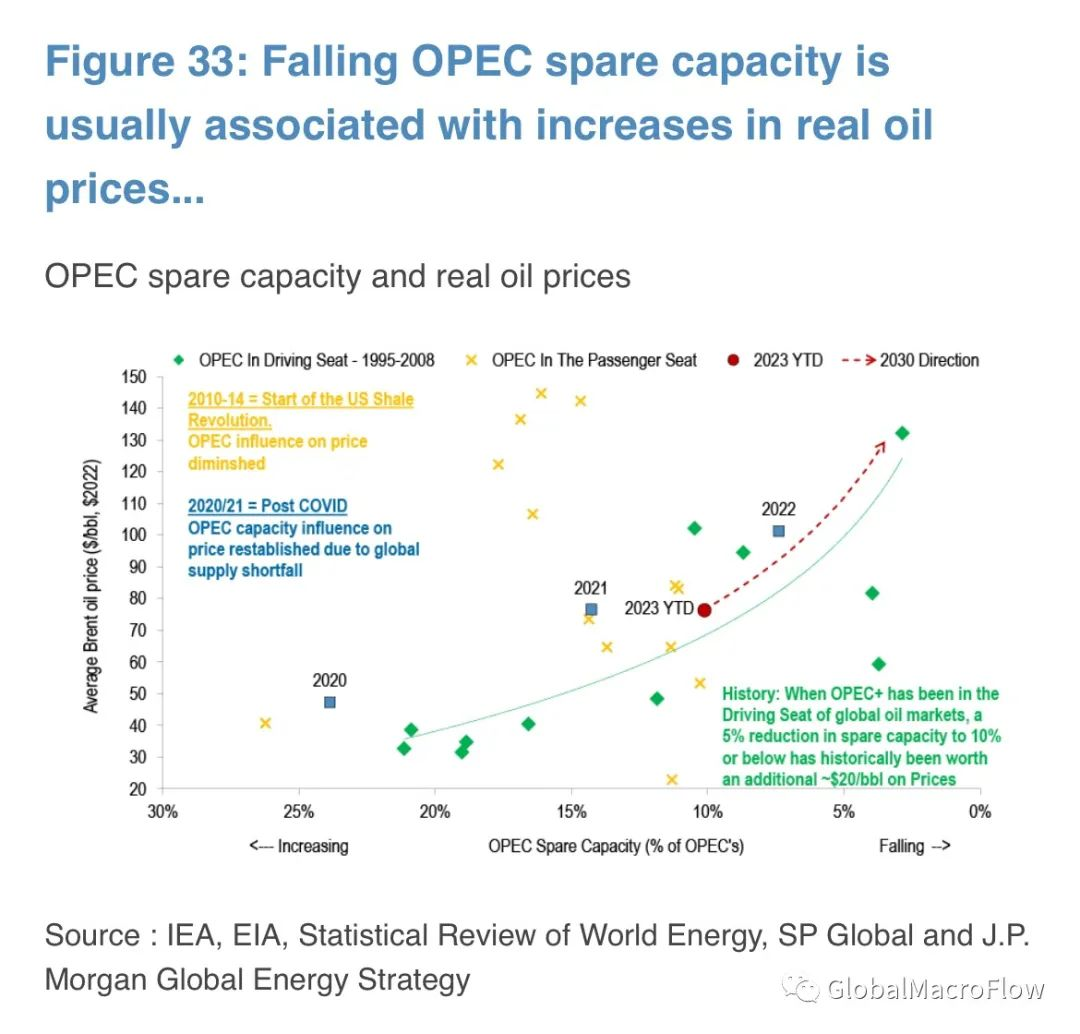 Figure 33: Falling OPEC spare capacity is
usually associated with increases in real oil
prices...
OPEC spare capacity and real oil prices
OPEC In Driving Seat - 1995-2008
OPEC In The Passenger Seat
2023 YTD
2030 Direction
150
140
130
120
110
100
90
80
70
60
50
40
30
20
Average Brent oil price ($/bbl, $2022)
2010-14 = Start of the US Shale
Revolution.
OPEC influence on price
diminshed
2020/21 = Post COVID
OPEC capacity influence on
price restablished due to global
supply shortfall
2022
2021
2023 YTD
2020
History: When OPEC+ has been in the
Driving Seat of global oil markets, a
5% reduction in spare capacity to 10%
or below has historically been worth
an additional ~$20/bbl on Prices
30%
25%
20%
15%
10%
5%
0%
<--- Increasing
OPEC Spare Capacity (% of OPEC's)
Falling -->
Source : IEA, EIA, Statistical Review of World Energy, SP Global and J.P.
Morgan Global Energy Strategy
GlobalMacroFlow